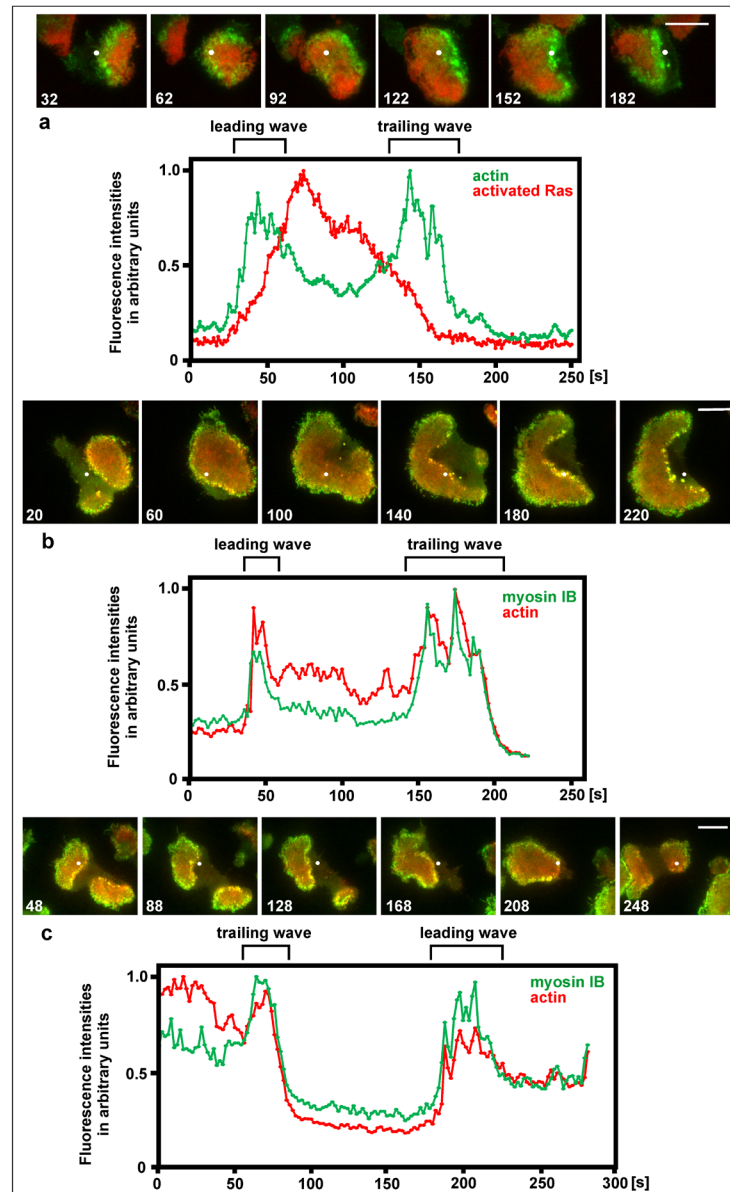 32 62 92 122 152 182
a
leading wave trailing wave
Fluorescence intensities
in arbitrary units
1.0
0.5
0
actin
activated Ras
0 50 100 150 200 250 [s]
20 60 100 140 180 220
b
leading wave trailing wave
Fluorescence intensities
in arbitrary units
1.0
0.5
0
myosin IB
actin
0 50 100 150 200 250 [s]
48 88 128 168 208 248
c
trailing wave leading wave
Fluorescence intensities
in arbitrary units
1.0
0.5
0
myosin IB
actin
0 50 100 150 200 250 300 [s]